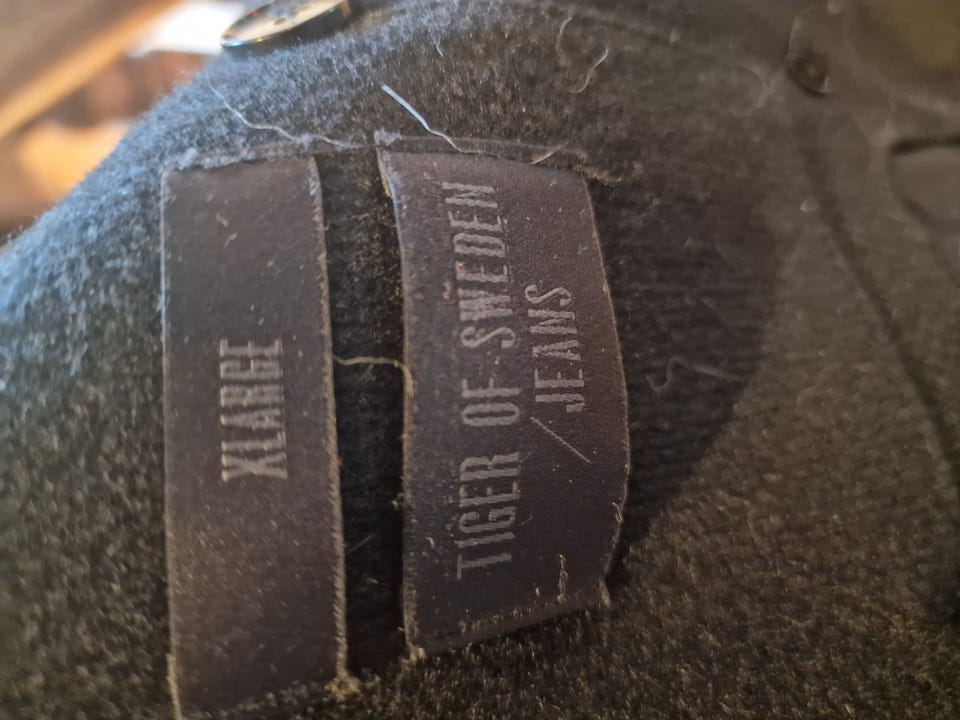 TIGER OF SWEDEN
/JEANS
XLARGE